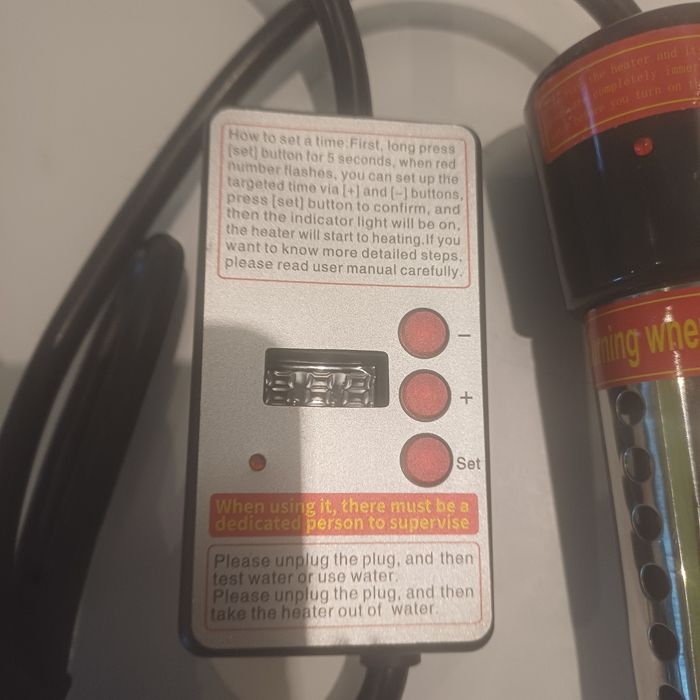 How to set a time:First, long press
[set] button for 5 seconds, when red
number flashes, you can set up the
targeted time via [+] and [-] buttons,
press [set] button to confirm, and
then the indicator light will be on,
the heater will start to heating.If you
want to know more detailed steps,
please read user manual carefully.
-
+
Set
When using it, there must be a
dedicated person to supervise
Please unplug the plug, and then
test water or use water.
Please unplug the plug, and then
take the heater out of water.
the heater and
completely
you turn on
whe